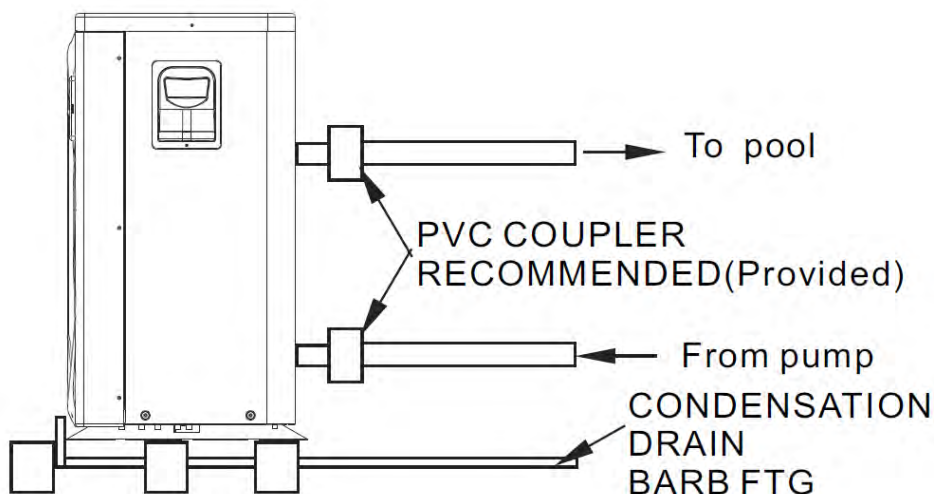 To pool
PVC COUPLER
RECOMMENDED(Provided)
From pump
CONDENSATION
DRAIN
BARB FTG